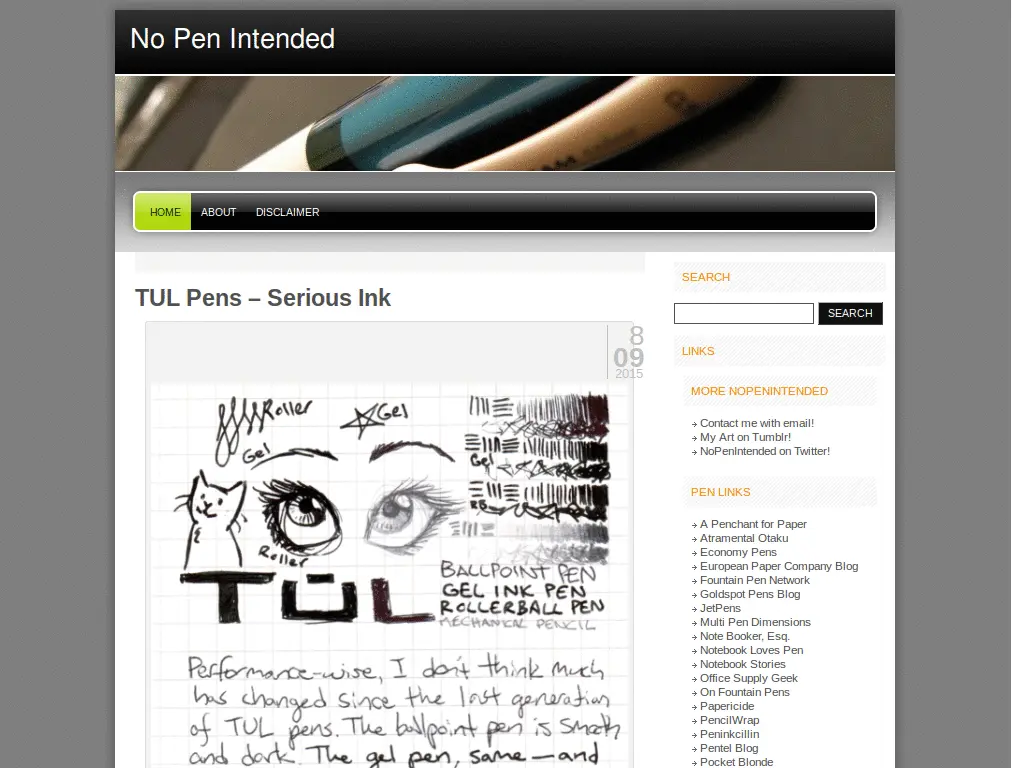 No Pen Intended
HOME ABOUT DISCLAIMER
TUL Pens – Serious Ink
8
09
2015
Roller
Gel
Gel
Gel
RB
Roller
TÜL
BALLPOINT PEN
GEL INK PEN
ROLLERBALL PEN
MECHANICAL PENCIL
Performance-wise, I don't think much
has changed since the last generation
of TUL pens. The ballpoint pen is smooth
and dark. The gel pen, same — and
SEARCH
SEARCH
LINKS
MORE NOPENINTENDED
Contact me with email!
My Art on Tumblr!
NoPenIntended on Twitter!
PEN LINKS
A Penchant for Paper
Atramental Otaku
Economy Pens
European Paper Company Blog
Fountain Pen Network
Goldspot Pens Blog
JetPens
Multi Pen Dimensions
Note Booker, Esq.
Notebook Loves Pen
Notebook Stories
Office Supply Geek
On Fountain Pens
Papericide
PencilWrap
Peninkcillin
Pentel Blog
Pocket Blonde